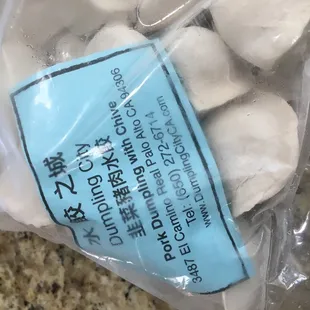 水餃之城
Dumpling City
韭菜豬肉水餃
Pork Dumpling with Chive
3487 El Camino Real Palo Alto CA 94306
Tel: (650) 272-6714
www.DumplingCityCA.com